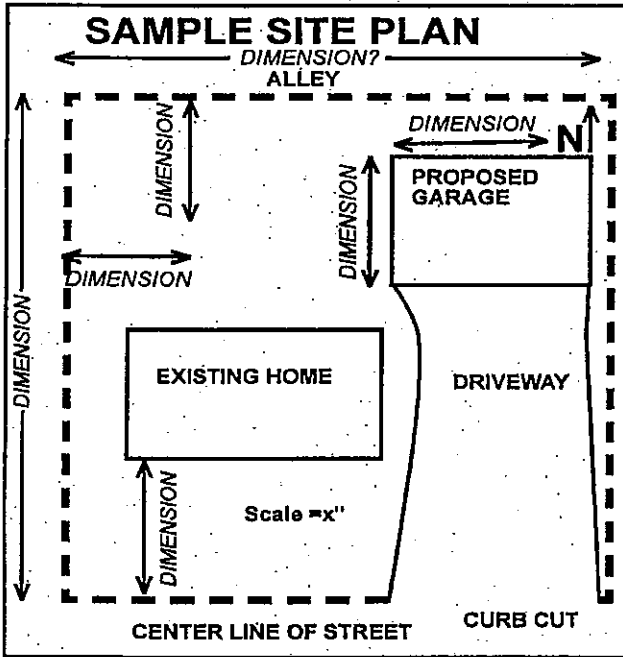 SAMPLE SITE PLAN
DIMENSION?
ALLEY
DIMENSION
N
DIMENSION
PROPOSED
GARAGE
DIMENSION
DIMENSION
DIMENSION
EXISTING HOME
DRIVEWAY
DIMENSION
Scale =x"
CURB CUT
CENTER LINE OF STREET